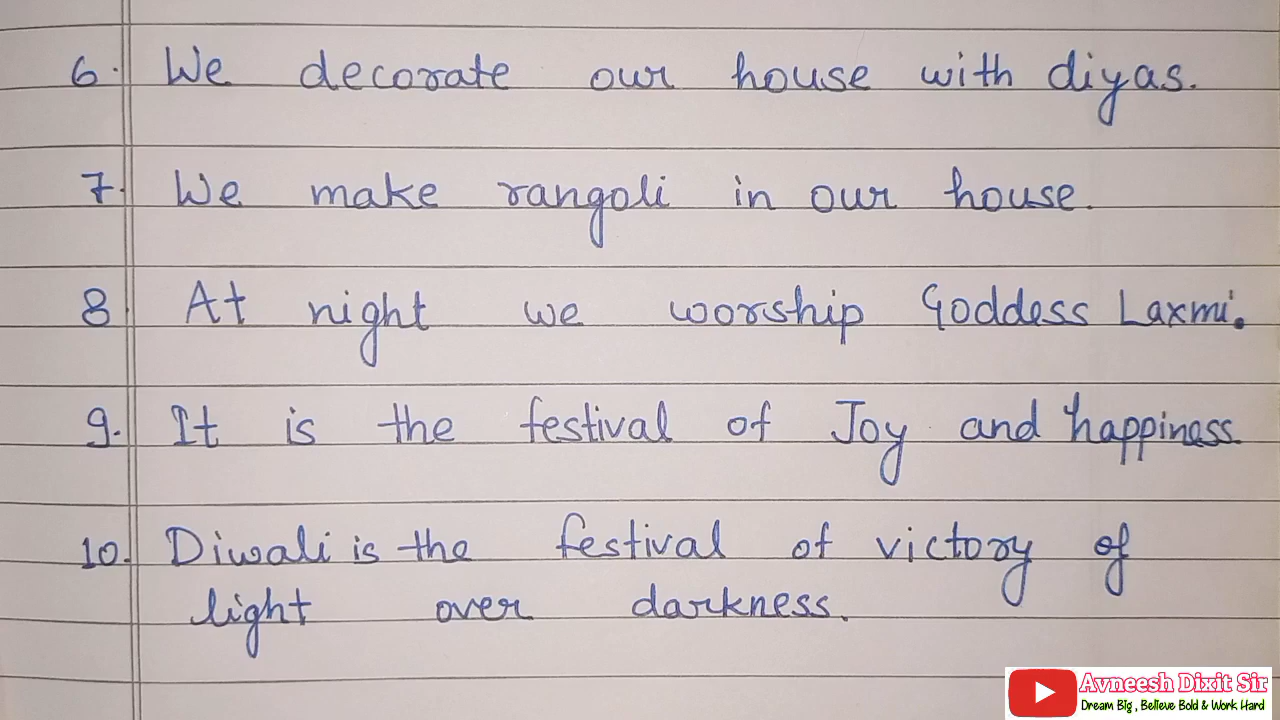 6. We decorate our house with diyas.
7. We make rangoli in our house.
8 At night we worship Goddess Laxmi.
9. It is the festival of Joy and happiness.
10. Diwali is the festival of victory of
light over darkness.
Avneesh Dixit Sir
Dream Big , Believe Bold & Work Hard